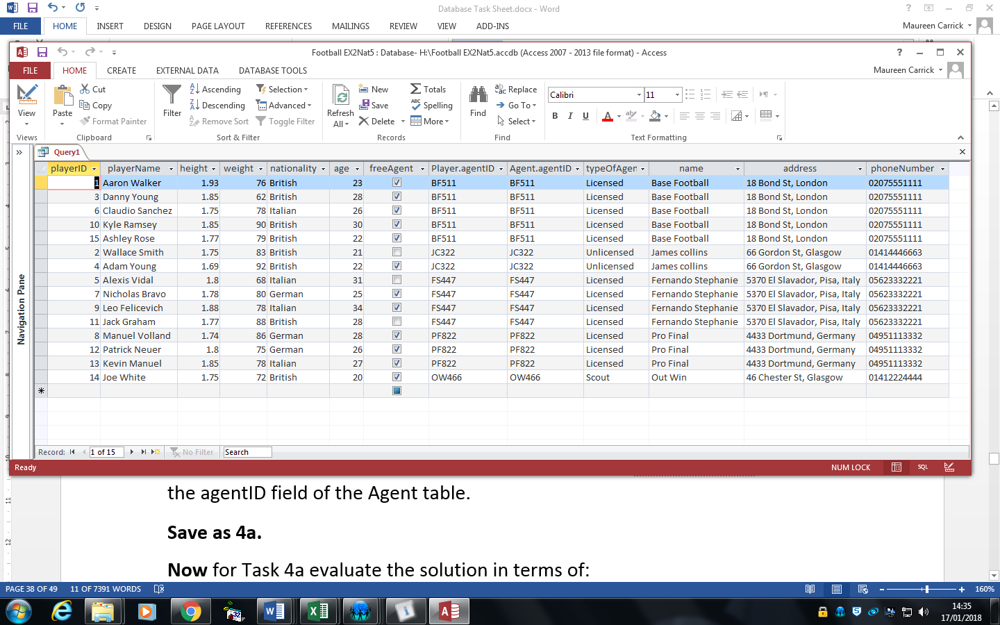 Database Task Sheet.docx - Word
FILE HOME INSERT DESIGN PAGE LAYOUT REFERENCES MAILINGS REVIEW VIEW ADD-INS Maureen Carrick
Football EX2Nat5 : Database- H:\Football EX2Nat5.accdb (Access 2007 - 2013 file format) - Access
FILE HOME CREATE EXTERNAL DATA DATABASE TOOLS Maureen Carrick
View
Views
Paste
Cut
Copy
Format Painter
Clipboard
Filter
Ascending
Descending
Remove Sort
Selection
Advanced
Toggle Filter
Sort & Filter
Refresh
All
New
Save
Delete
Totals
Spelling
More
Records
Find
Replace
Go To
Select
Find
Calibri 11
B I U A ab
Text Formatting
Query1
playerID playerName height weight nationality age freeAgent Player.agentID Agent.agentID typeOfAgen name address phoneNumber
1 Aaron Walker 1.93 76 British 23 BF511 BF511 Licensed Base Football 18 Bond St, London 02075551111
3 Danny Young 1.85 62 British 28 BF511 BF511 Licensed Base Football 18 Bond St, London 02075551111
6 Claudio Sanchez 1.75 78 Italian 26 BF511 BF511 Licensed Base Football 18 Bond St, London 02075551111
10 Kyle Ramsey 1.85 90 British 30 BF511 BF511 Licensed Base Football 18 Bond St, London 02075551111
15 Ashley Rose 1.77 79 British 22 BF511 BF511 Licensed Base Football 18 Bond St, London 02075551111
2 Wallace Smith 1.75 83 British 21 JC322 JC322 Unlicensed James collins 66 Gordon St, Glasgow 01414446663
4 Adam Young 1.69 92 British 22 JC322 JC322 Unlicensed James collins 66 Gordon St, Glasgow 01414446663
5 Alexis Vidal 1.8 68 Italian 31 FS447 FS447 Licensed Fernando Stephanie 5370 El Slavador, Pisa, Italy 05623332221
7 Nicholas Bravo 1.78 80 German 25 FS447 FS447 Licensed Fernando Stephanie 5370 El Slavador, Pisa, Italy 05623332221
9 Leo Felicevich 1.88 78 Italian 34 FS447 FS447 Licensed Fernando Stephanie 5370 El Slavador, Pisa, Italy 05623332221
11 Jack Graham 1.77 88 British 28 FS447 FS447 Licensed Fernando Stephanie 5370 El Slavador, Pisa, Italy 05623332221
8 Manuel Volland 1.74 86 German 28 PF822 PF822 Licensed Pro Final 4433 Dortmund, Germany 04951113332
12 Patrick Neuer 1.8 75 German 26 PF822 PF822 Licensed Pro Final 4433 Dortmund, Germany 04951113332
13 Kevin Manuel 1.85 78 Italian 27 PF822 PF822 Licensed Pro Final 4433 Dortmund, Germany 04951113332
14 Joe White 1.75 72 British 20 OW466 OW466 Scout Out Win 46 Chester St, Glasgow 01412224444
Navigation Pane
Record: 1 of 15 No Filter Search
Ready NUM LOCK SQL
the agentID field of the Agent table.
Save as 4a.
Now for Task 4a evaluate the solution in terms of:
PAGE 38 OF 49 11 OF 7391 WORDS 160%
14:35
17/01/2018